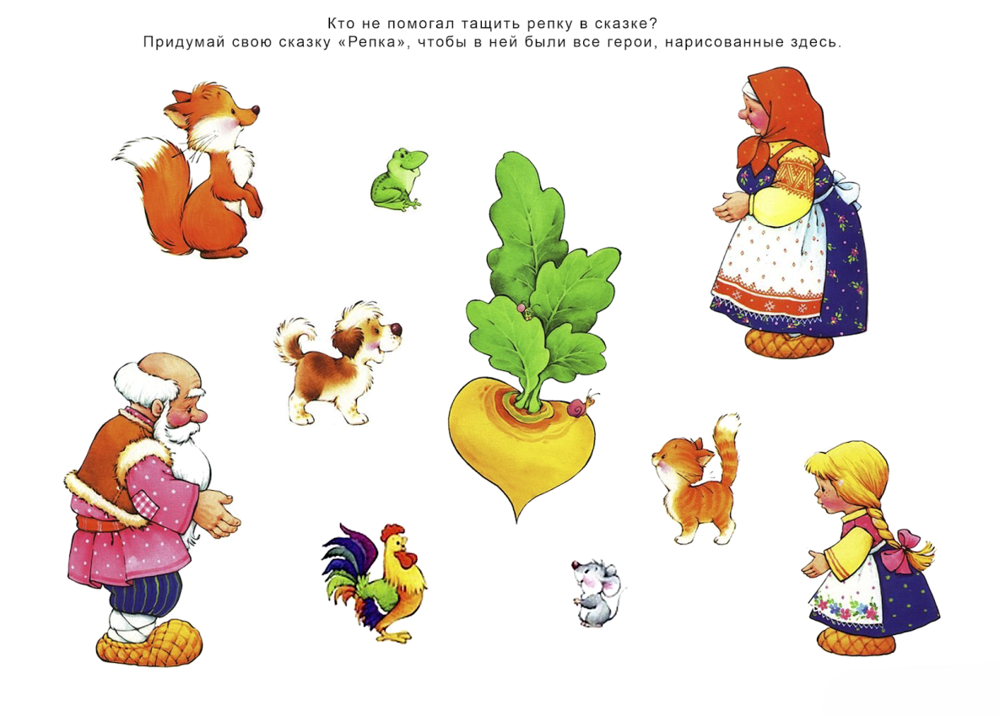 Кто не помогал тащить репку в сказке?
Придумай свою сказку «Репка», чтобы в ней были все герои, нарисованные здесь.